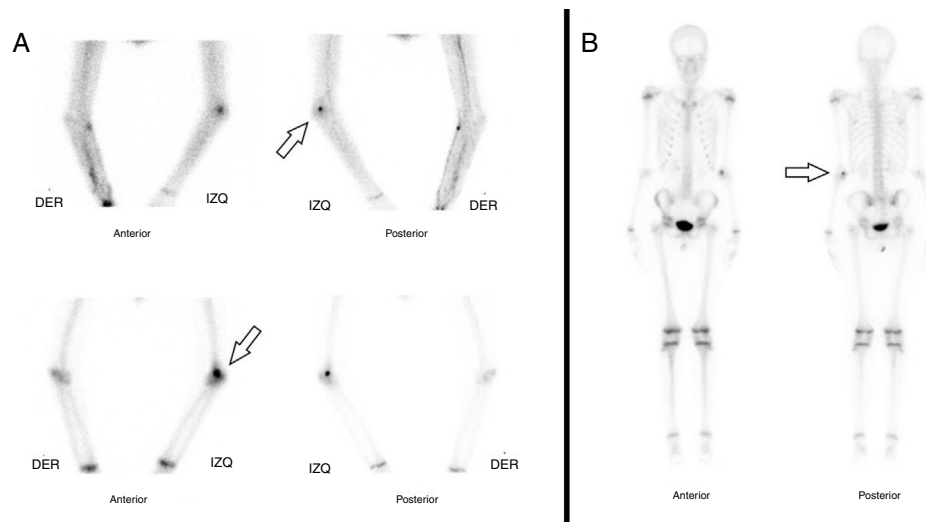 A
DER
IZQ
Anterior
IZQ
DER
Posterior
DER
IZQ
Anterior
IZQ
DER
Posterior
B
Anterior
Posterior